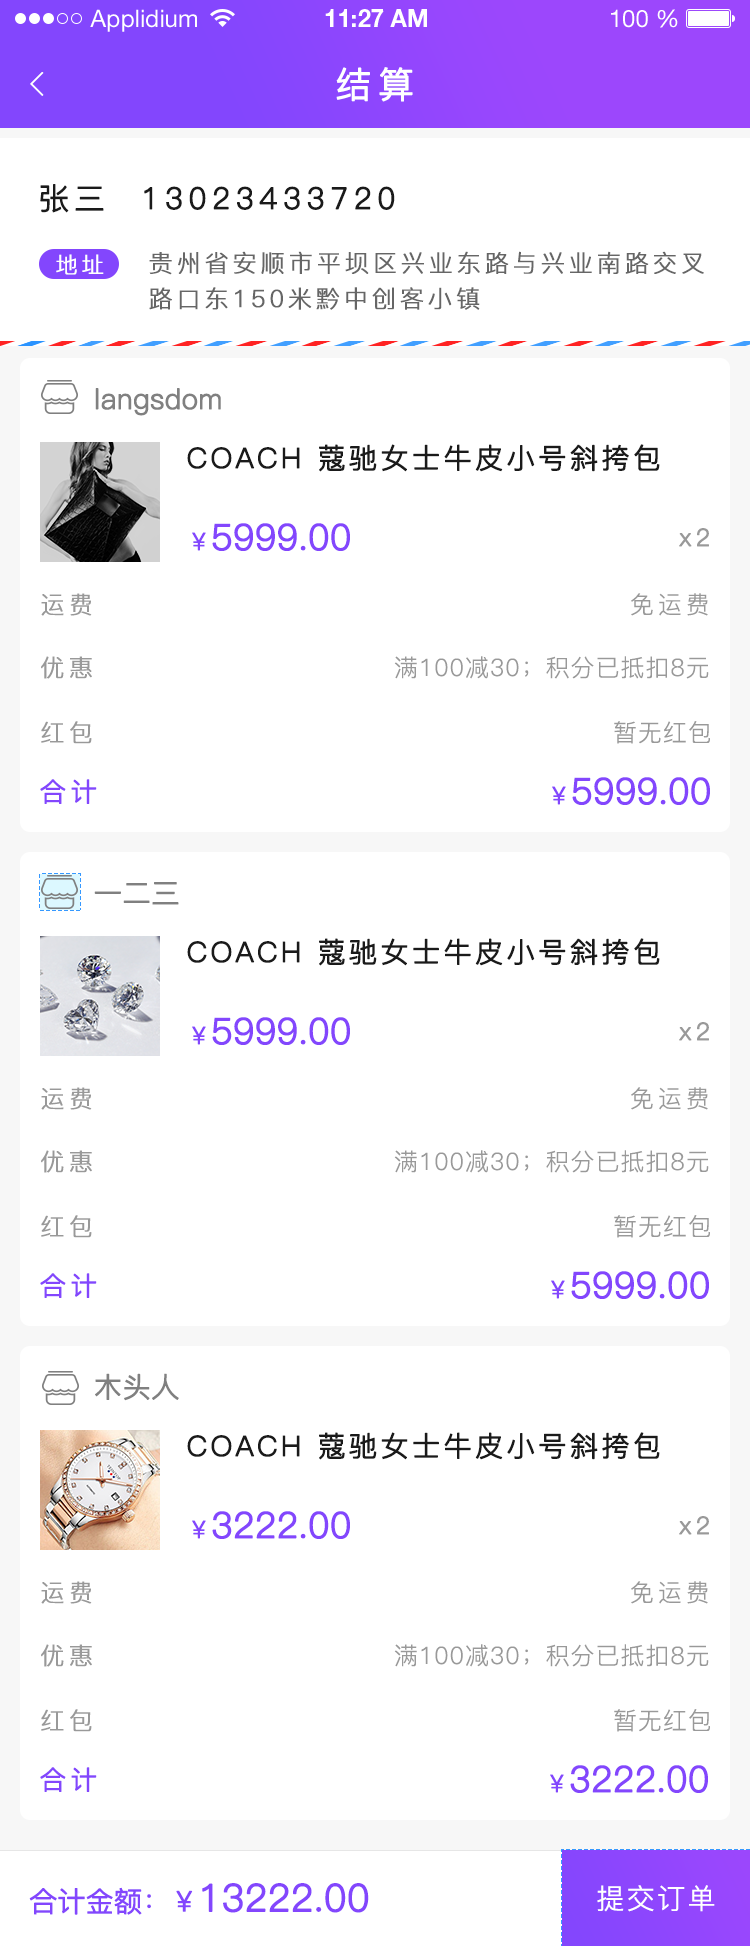 Applidium 11:27 AM 100 %
结算
张三 13023433720
地址 贵州省安顺市平坝区兴业东路与兴业南路交叉
路口东150米黔中创客小镇
langsdom
COACH 蔻驰女士牛皮小号斜挎包
¥5999.00 x2
运费 免运费
优惠 满100减30；积分已抵扣8元
红包 暂无红包
合计 ¥5999.00
一二三
COACH 蔻驰女士牛皮小号斜挎包
¥5999.00 x2
运费 免运费
优惠 满100减30；积分已抵扣8元
红包 暂无红包
合计 ¥5999.00
木头人
COACH 蔻驰女士牛皮小号斜挎包
¥3222.00 x2
运费 免运费
优惠 满100减30；积分已抵扣8元
红包 暂无红包
合计 ¥3222.00
合计金额：¥13222.00 提交订单